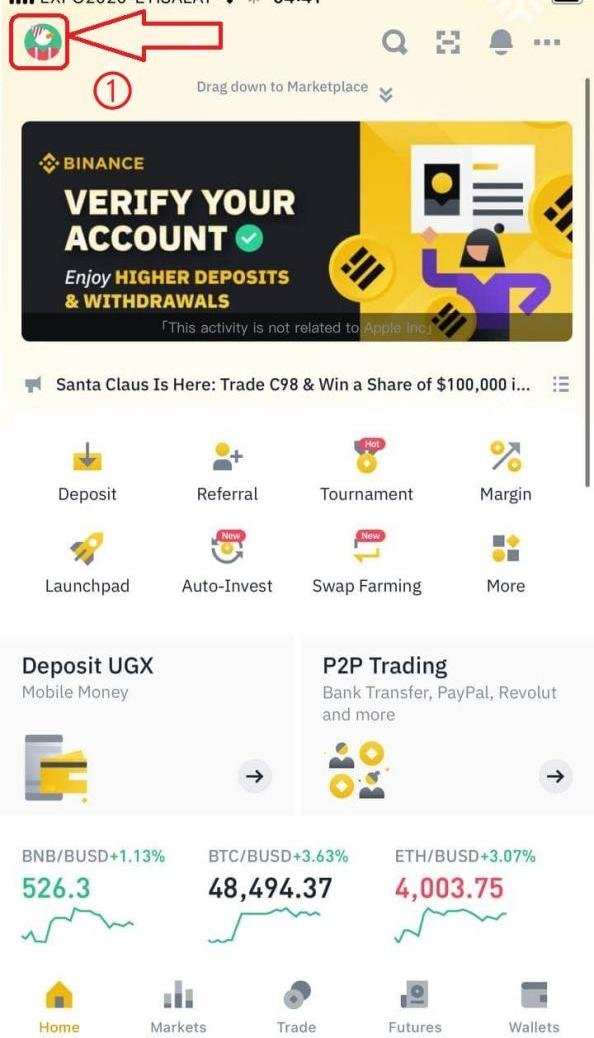 EXPO2020-ETISALAT 04:41
①
Drag down to Marketplace
BINANCE
VERIFY YOUR
ACCOUNT
Enjoy HIGHER DEPOSITS
& WITHDRAWALS
「This activity is not related to Apple Inc」
Santa Claus Is Here: Trade C98 & Win a Share of $100,000 i...
Hot
Deposit Referral Tournament Margin
New New
Launchpad Auto-Invest Swap Farming More
Deposit UGX
Mobile Money
P2P Trading
Bank Transfer, PayPal, Revolut
and more
BNB/BUSD+1.13% BTC/BUSD+3.63% ETH/BUSD+3.07%
526.3 48,494.37 4,003.75
Home Markets Trade Futures Wallets